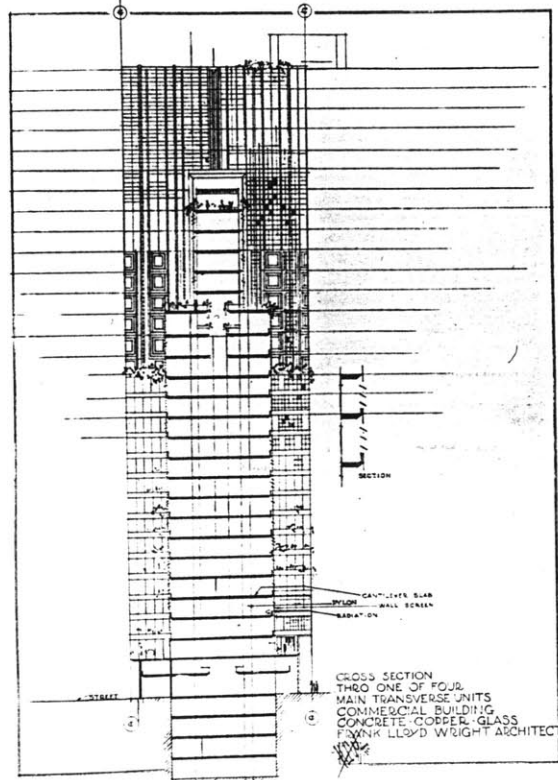 SECTION
CANTILEVER SLAB
PYLON
WALL SCREEN
RADIATION
STREET
CROSS SECTION
THRO ONE OF FOUR
MAIN TRANSVERSE UNITS
COMMERCIAL BUILDING
CONCRETE - COPPER - GLASS
FRANK LLOYD WRIGHT ARCHITECT